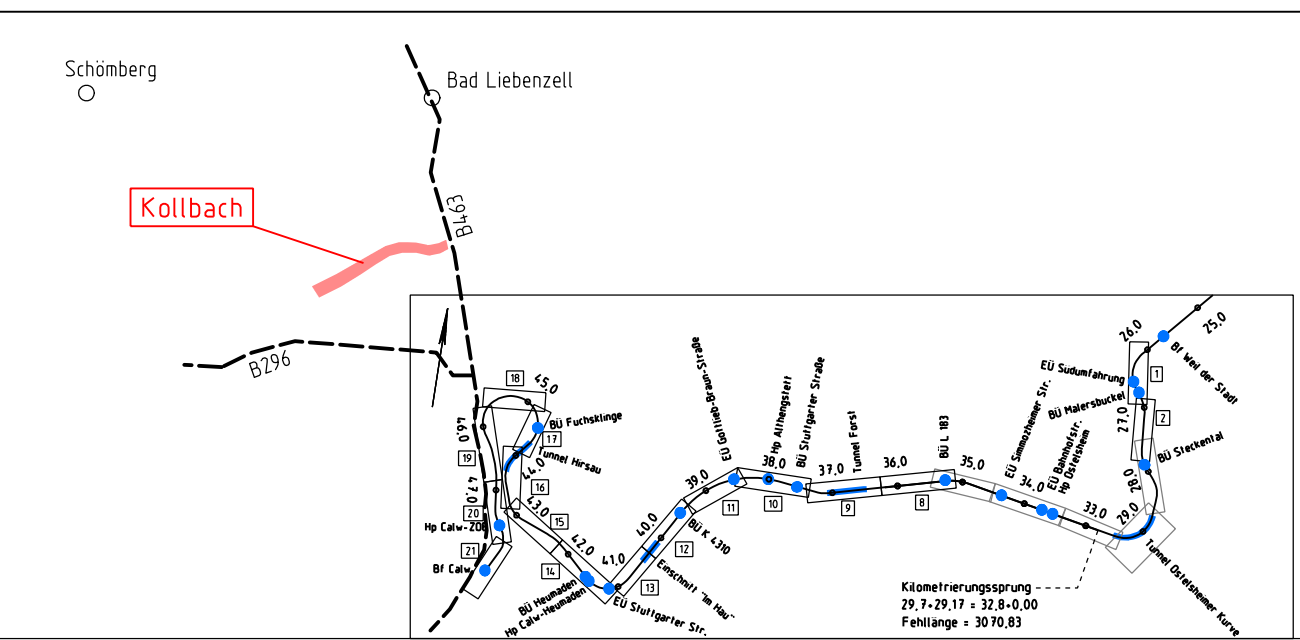 Schömberg
Bad Liebenzell
Kollbach
B463
B296
26,0
25,0
Bf Weil der Stadt
EÜ Südumfahrung
1
BÜ Malersbuckel
27,0
2
BÜ Steckental
28,0
29,0
Tunnel Ostelsheimer Kurve
33,0
EÜ Bahnhofstr.
Hp Ostelsheim
34,0
EÜ Simmozheimer Str.
35,0
BÜ L 183
8
36,0
Tunnel Forst
37,0
9
BÜ Stuttgarter Straße
Hp Althengstett
38,0
10
EÜ Gottlieb-Braun-Straße
11
39,0
BÜ K 4310
12
40,0
Einschnitt "Im Hau"
13
41,0
EÜ Stuttgarter Str.
BÜ Heumaden
Hp Calw-Heumaden
14
42,0
15
43,0
16
44,0
Tunnel Hirsau
17
BÜ Fuchsklinge
45,0
18
46,0
19
47,0
20
Hp Calw-ZOB
21
Bf Calw
Kilometrierungssprung
29,7+29,17 = 32,8+0,00
Fehllänge = 3070,83